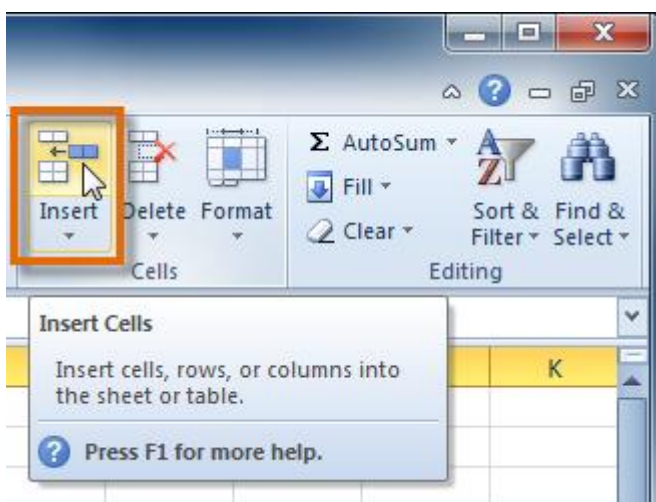 Σ AutoSum
Fill
Clear
Insert Delete Format
Sort & Find &
Filter Select
Cells Editing
Insert Cells
Insert cells, rows, or columns into
the sheet or table.
Press F1 for more help.
K